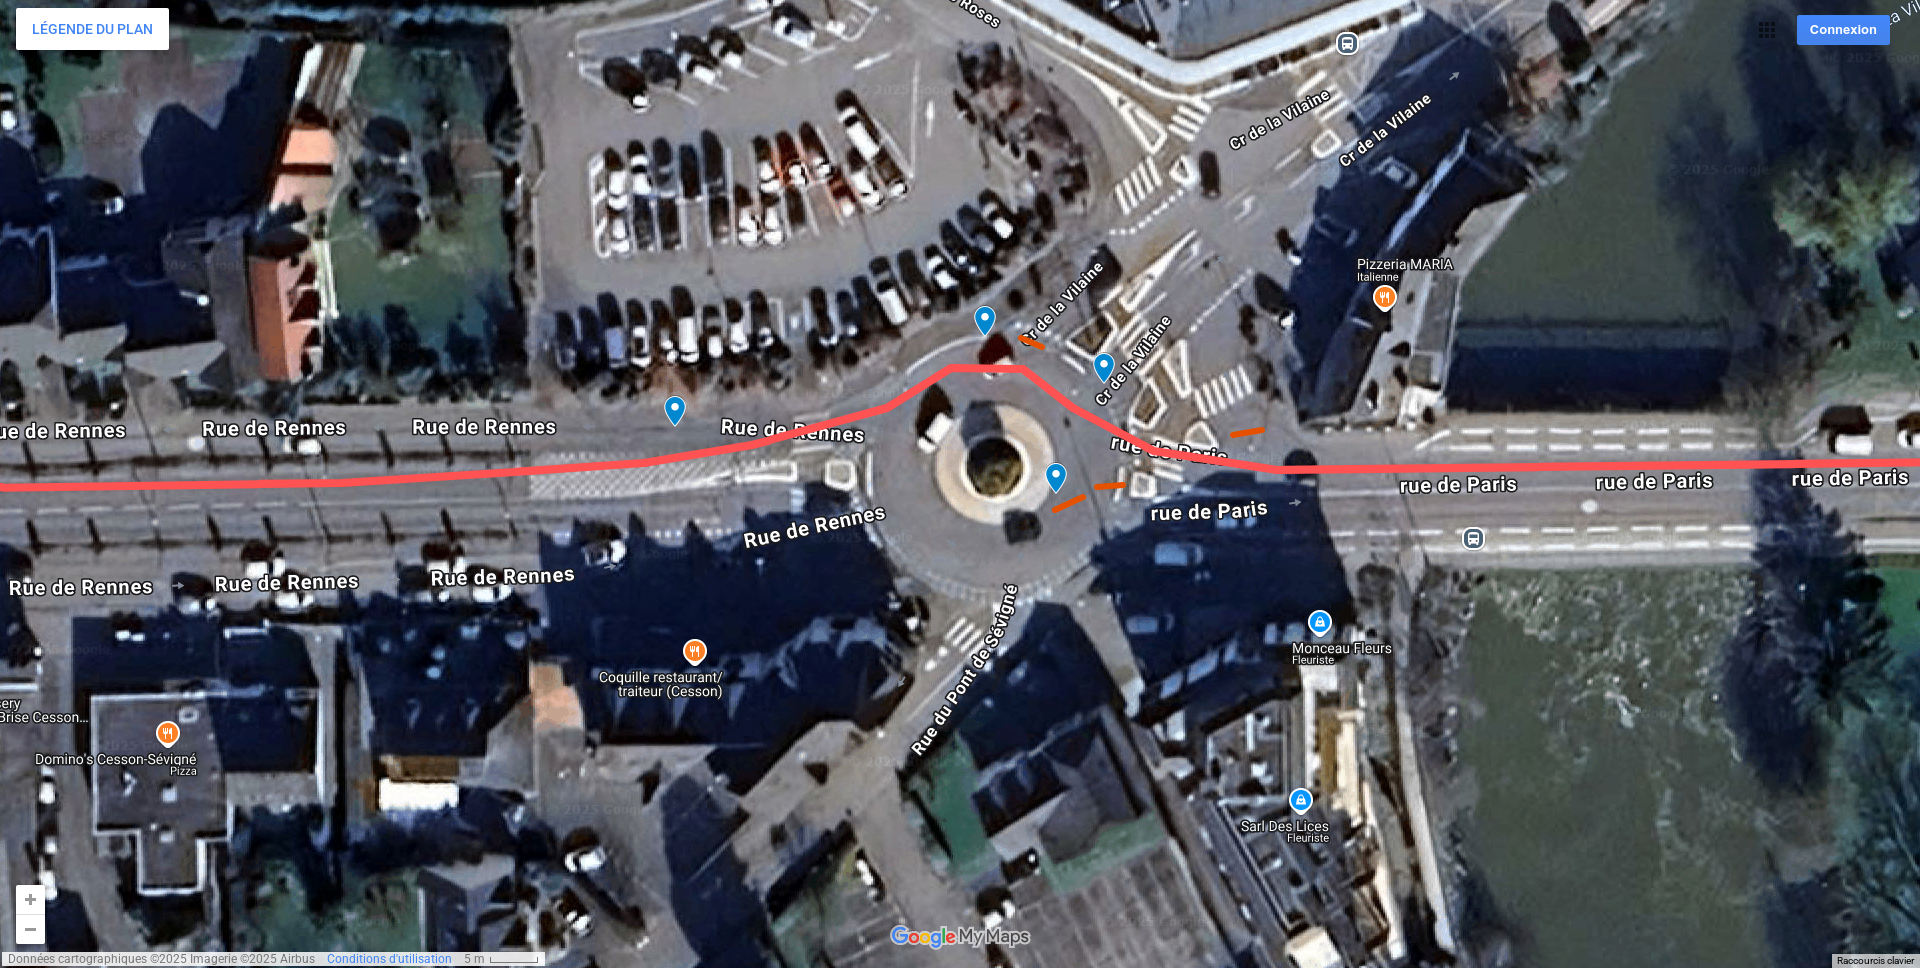 LÉGENDE DU PLAN
Roses
Connexion
Cr de la Vilaine
Cr de la Vilaine
Pizzeria MARIA
Italienne
Cr de la Vilaine
Cr de la Vilaine
ue de Rennes
Rue de Rennes
Rue de Rennes
Rue de Rennes
rue de Paris
rue de Paris
rue de Paris
rue de Paris
rue de Paris
Rue de Rennes
Rue de Rennes
Rue de Rennes
Rue de Rennes
Rue du Pont de Sévigné
Monceau Fleurs
Fleuriste
Coquille restaurant/
traiteur (Cesson)
ery
Brise Cesson...
Domino's Cesson-Sévigné
Pizza
Sarl Des Lices
Fleuriste
Google My Maps
Données cartographiques ©2025 Imagerie ©2025 Airbus
Conditions d'utilisation
5 m
Raccourcis clavier